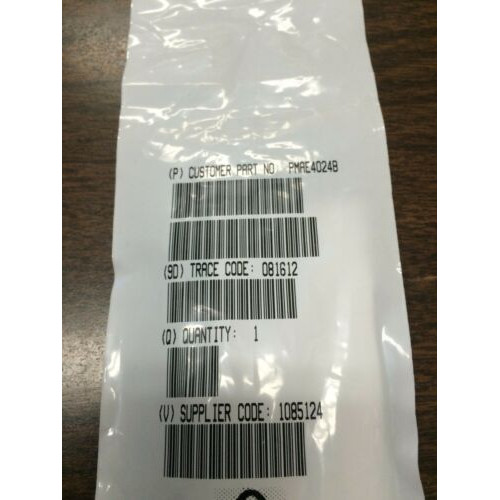 (P) CUSTOMER PART NO: PMAE4024B
(9D) TRACE CODE: 081612
(Q) QUANTITY: 1
(V) SUPPLIER CODE: 1085124